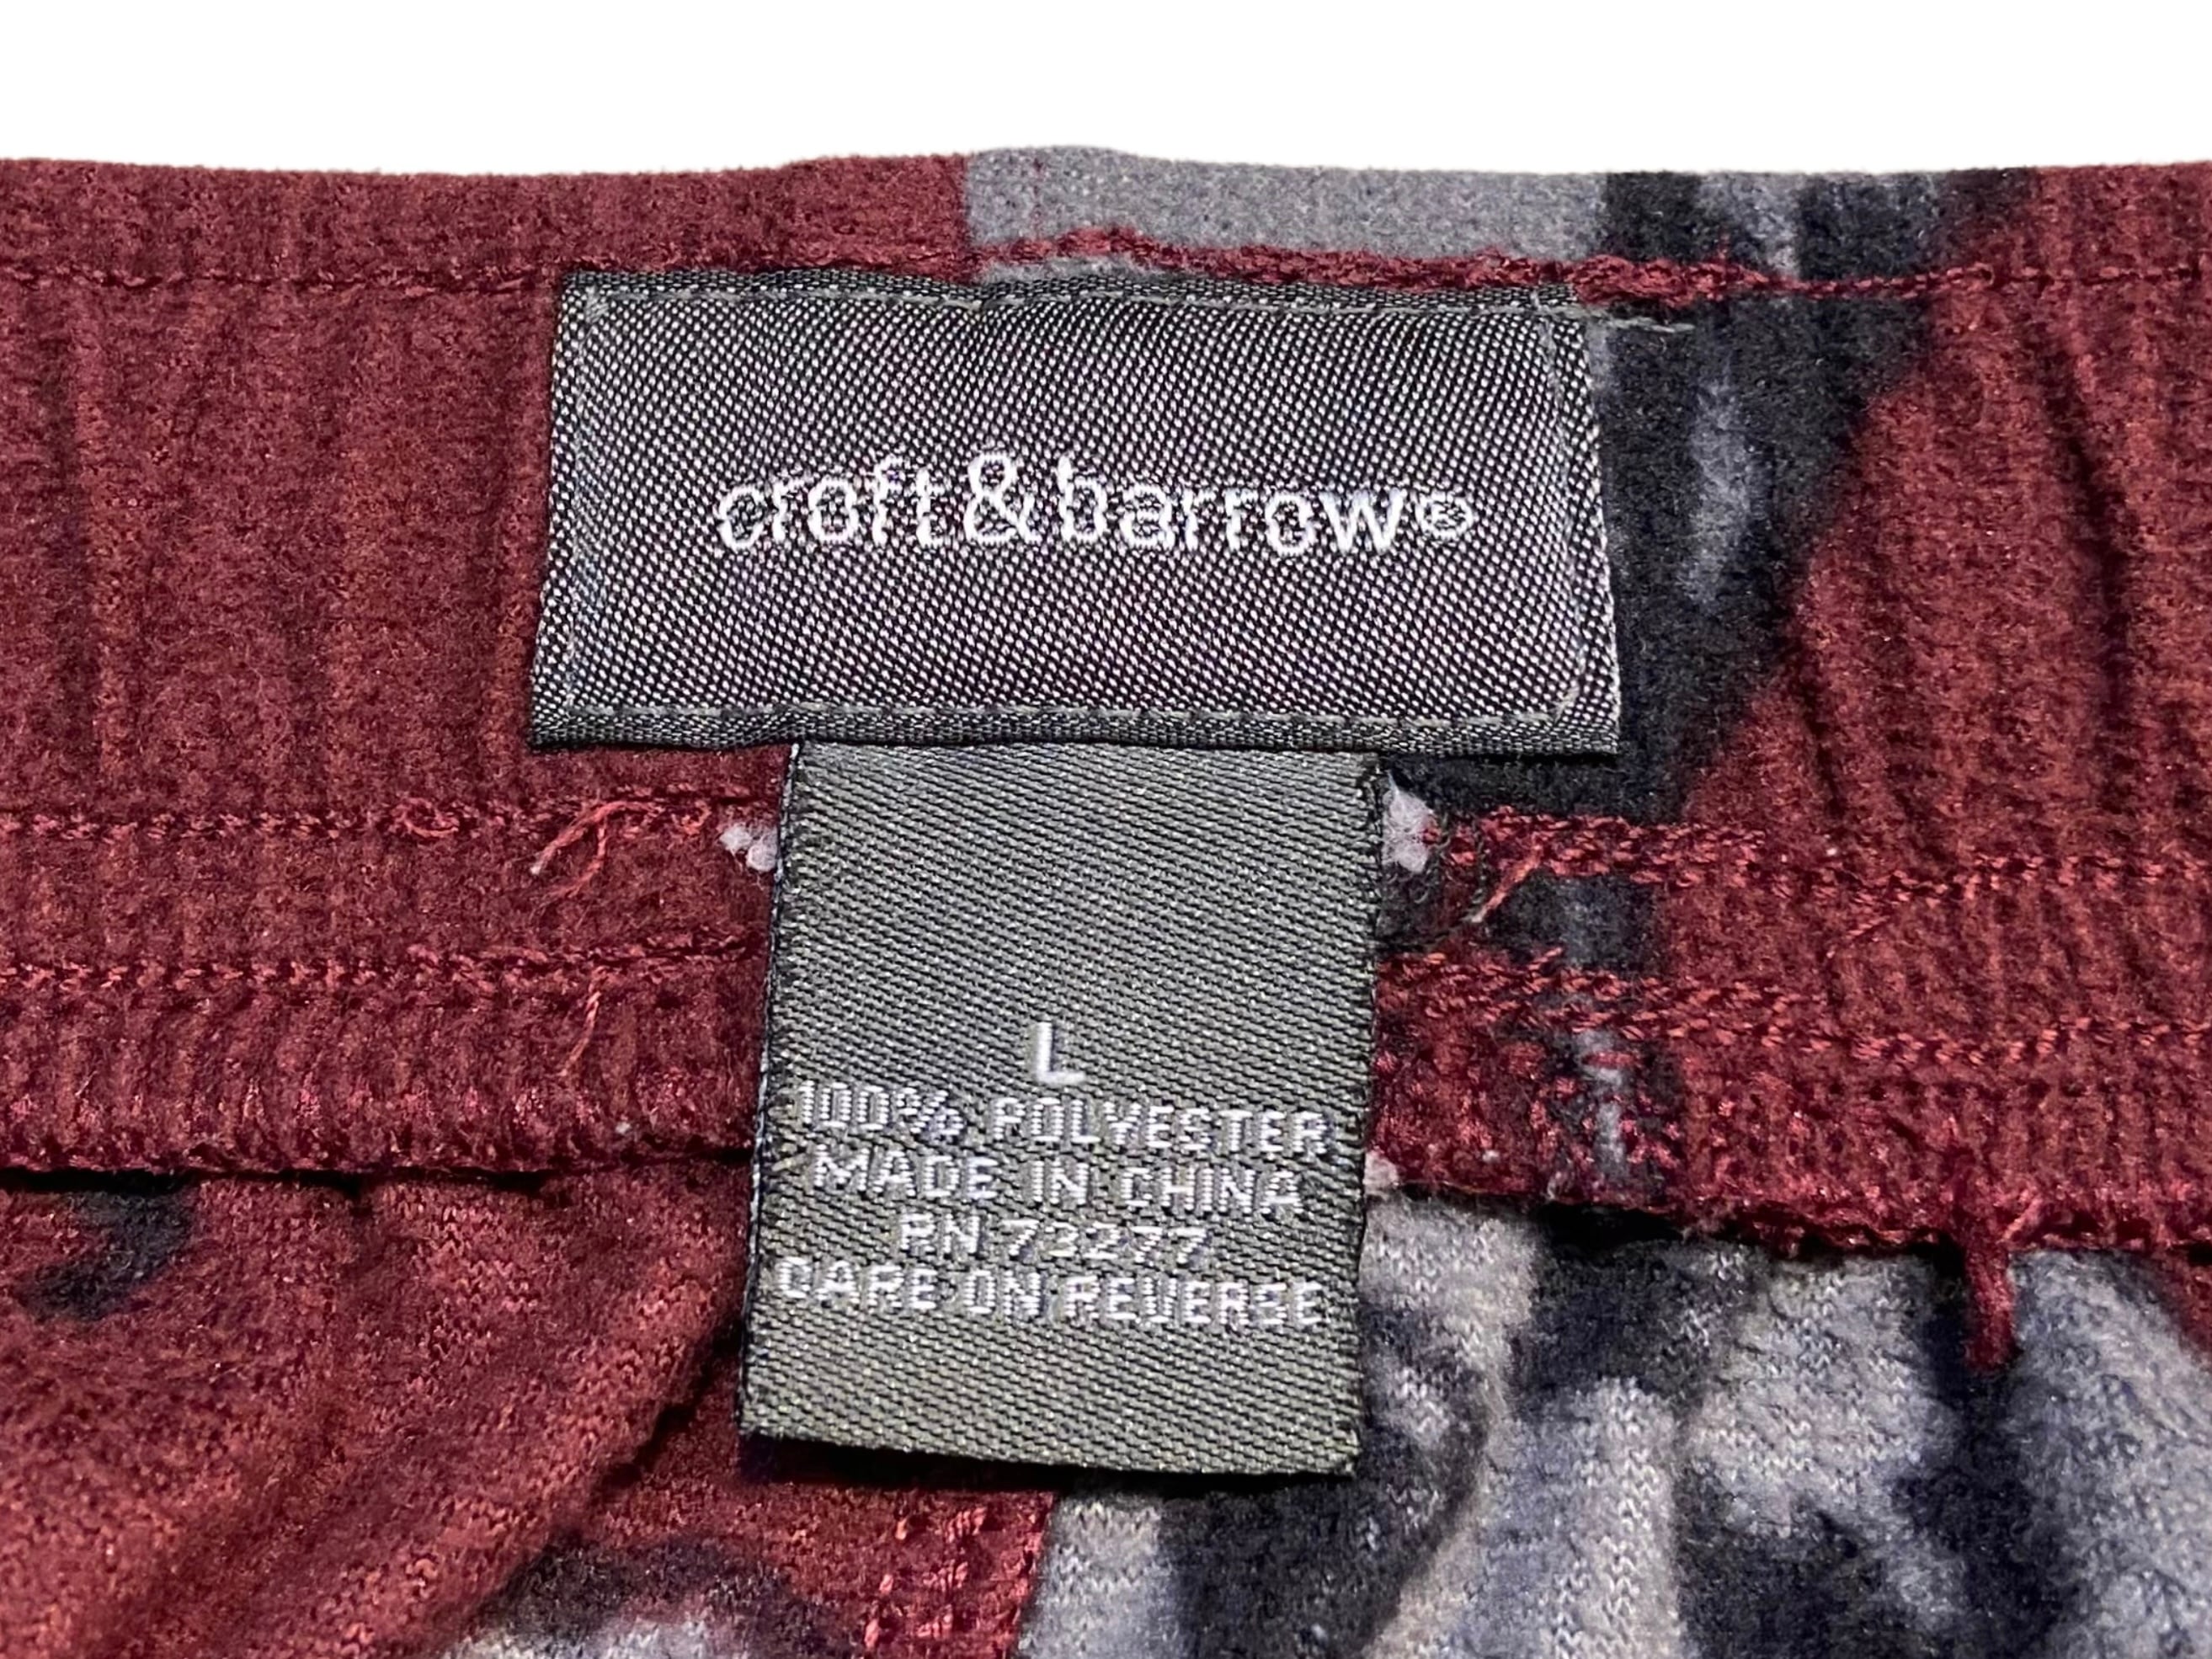 croft&barrow®
L
100% POLYESTER
MADE IN CHINA
RN 73277
CARE ON REVERSE